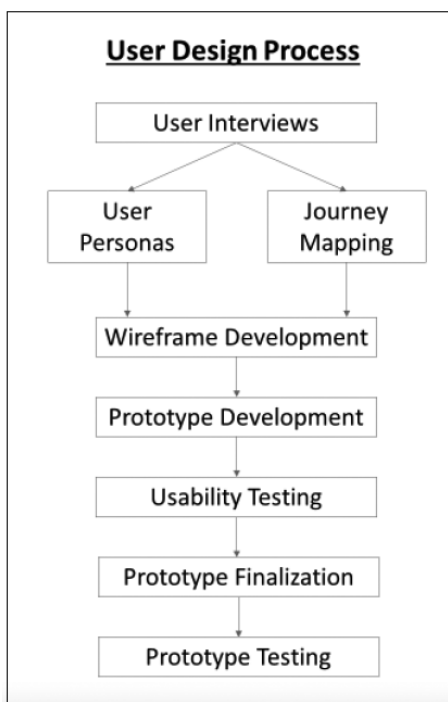 User Design Process
User Interviews
User
Personas
Journey
Mapping
Wireframe Development
Prototype Development
Usability Testing
Prototype Finalization
Prototype Testing